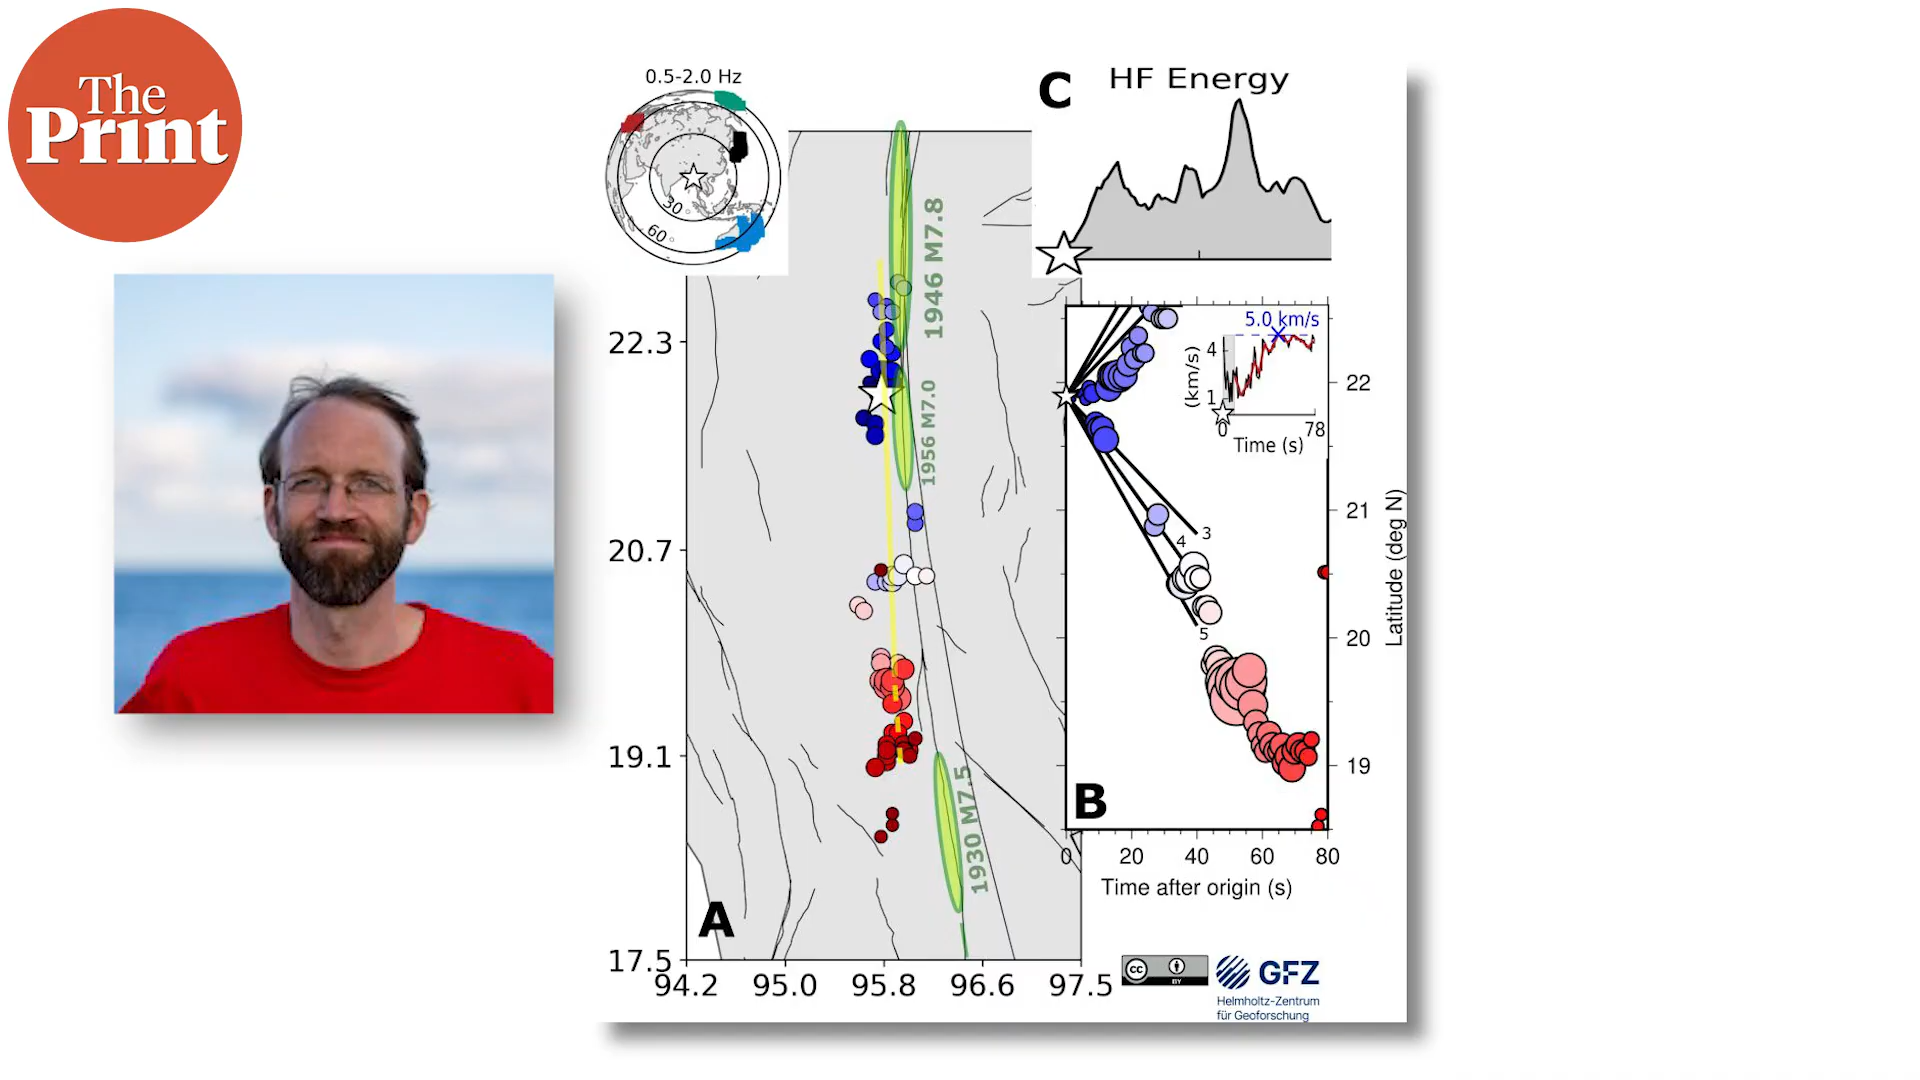 The
Print
0.5-2.0 Hz
30
60
C
HF Energy
1946 M7.8
1956 M7.0
1930 M7.5
22.3
20.7
19.1
17.5
94.2 95.0 95.8 96.6 97.5
A
5.0 km/s
4
1
(km/s)
0 78
Time (s)
3
4
5
22
21
20
19
Latitude (deg N)
B
0 20 40 60 80
Time after origin (s)
cc
BY
GFZ
Helmholtz-Zentrum
für Geoforschung